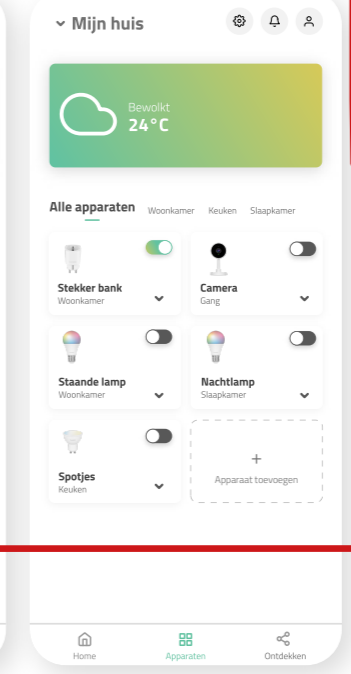 Mijn huis
Bewolkt
24°C
Alle apparaten Woonkamer Keuken Slaapkamer
Stekker bank
Woonkamer
Camera
Gang
Staande lamp
Woonkamer
Nachtlamp
Slaapkamer
Spotjes
Keuken
+
Apparaat toevoegen
Home Apparaten Ontdekken